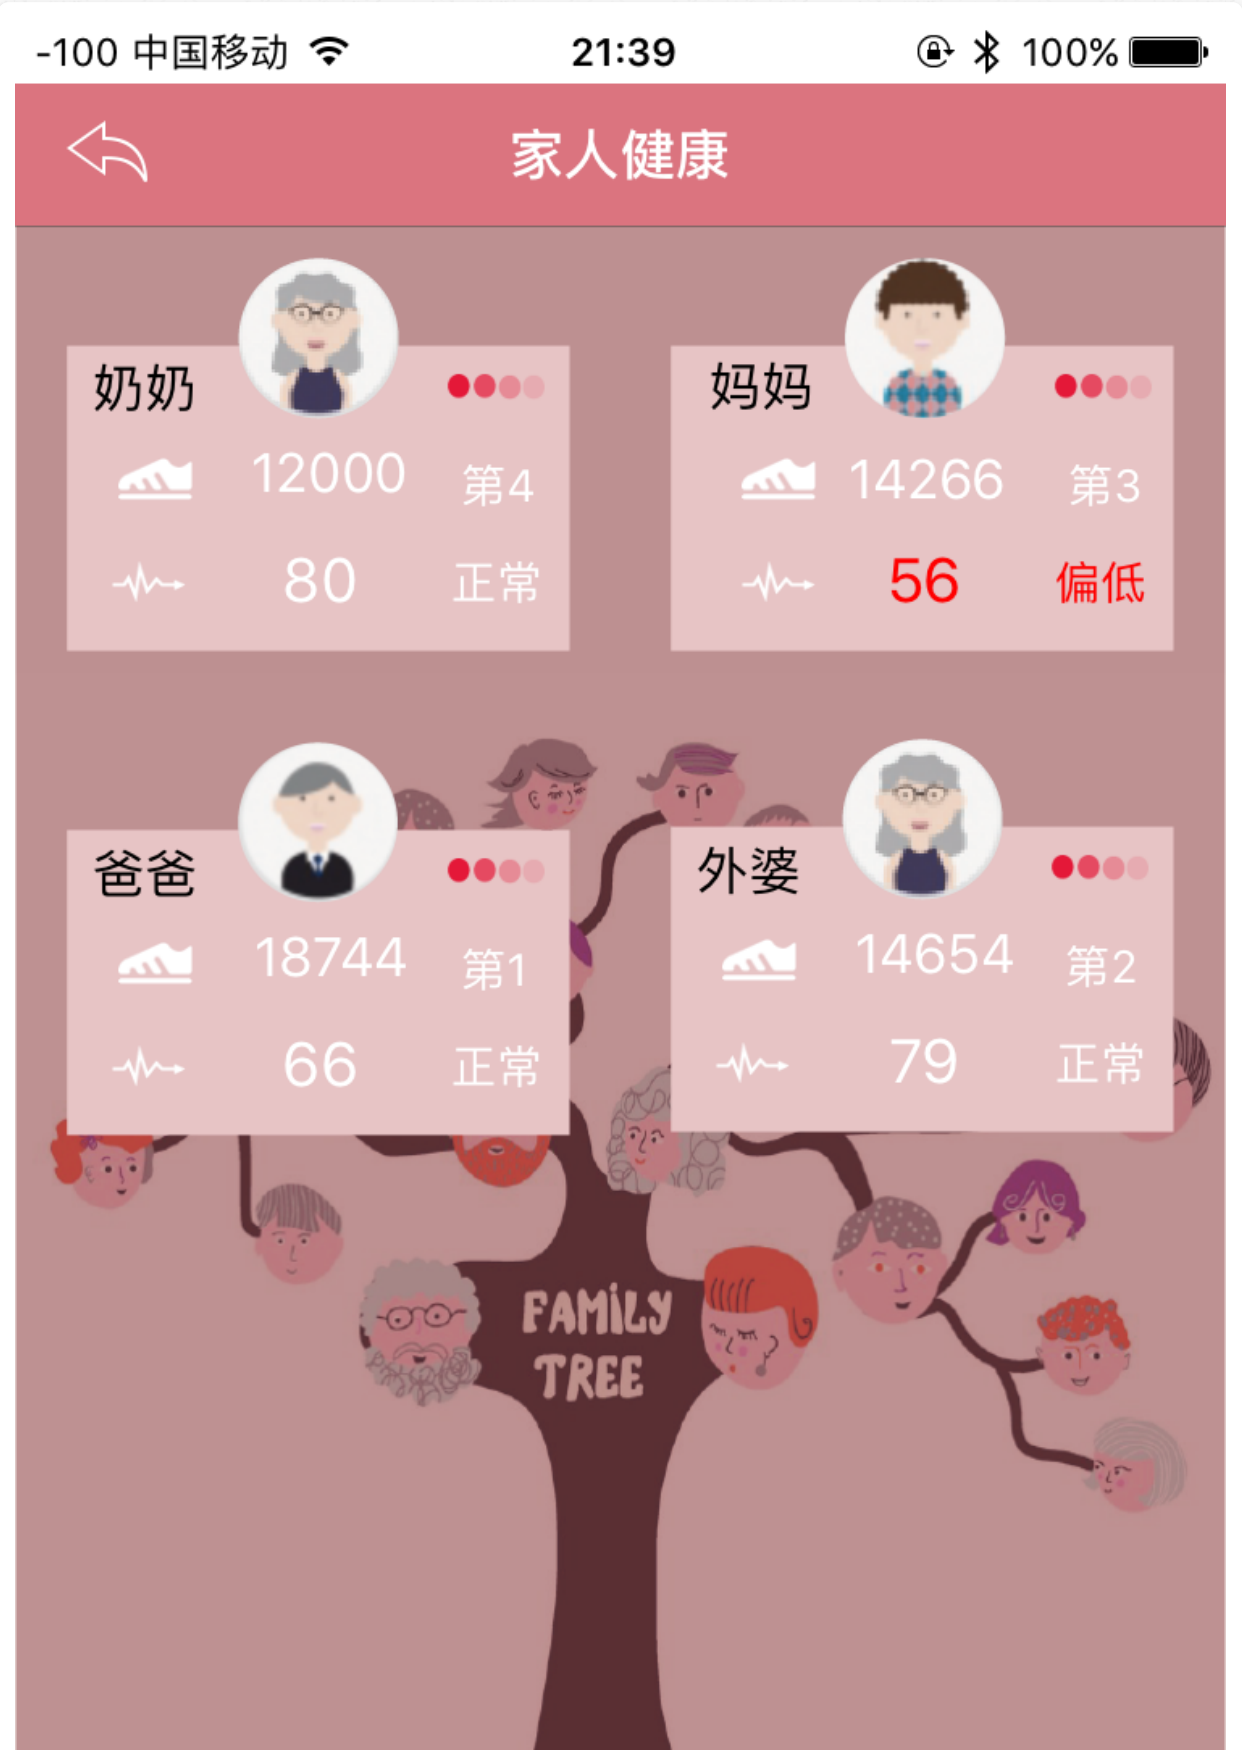 -100 中国移动 21:39 100%
家人健康
奶奶
12000 第4
80 正常
妈妈
14266 第3
56 偏低
爸爸
18744 第1
66 正常
外婆
14654 第2
79 正常
FAMiLY
TREE